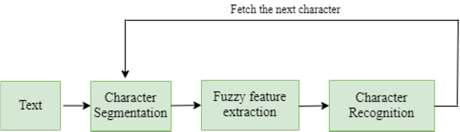 Fetch the next character
Text
Character
Segmentation
Fuzzy feature
extraction
Character
Recognition